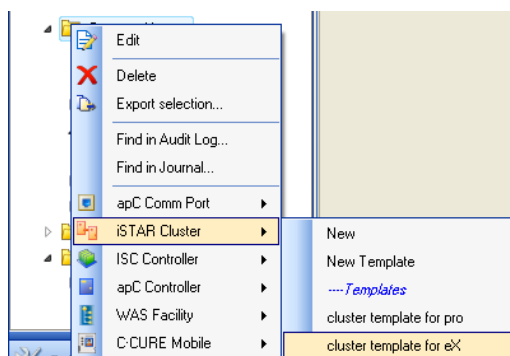 Edit
Delete
Export selection...
Find in Audit Log...
Find in Journal...
apC Comm Port
iSTAR Cluster
New
ISC Controller
New Template
apC Controller
----Templates
WAS Facility
cluster template for pro
C·CURE Mobile
cluster template for eX